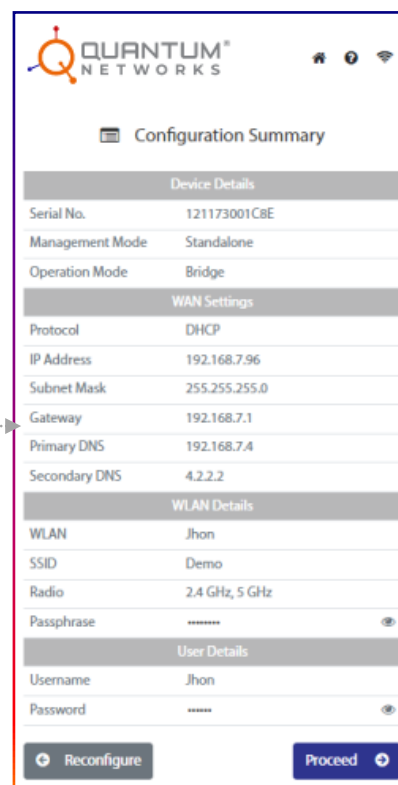 QUANTUM®
NETWORKS
Configuration Summary
Device Details
Serial No. 121173001C8E
Management Mode Standalone
Operation Mode Bridge
WAN Settings
Protocol DHCP
IP Address 192.168.7.96
Subnet Mask 255.255.255.0
Gateway 192.168.7.1
Primary DNS 192.168.7.4
Secondary DNS 4.2.2.2
WLAN Details
WLAN Jhon
SSID Demo
Radio 2.4 GHz, 5 GHz
Passphrase ••••••••
User Details
Username Jhon
Password ••••••
Reconfigure Proceed